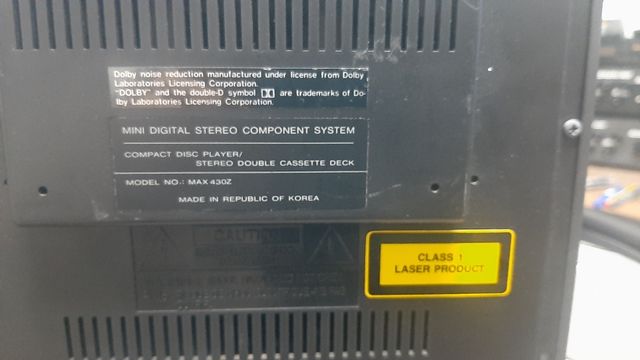 Dolby noise reduction manufactured under license from Dolby
Laboratories Licensing Corporation.
"DOLBY" and the double-D symbol are trademarks of Do-
lby Laboratories Licensing Corporation.
MINI DIGITAL STEREO COMPONENT SYSTEM
COMPACT DISC PLAYER/
STEREO DOUBLE CASSETTE DECK
MODEL NO.: MAX 430Z
MADE IN REPUBLIC OF KOREA
CAUTION
CLASS 1
LASER PRODUCT